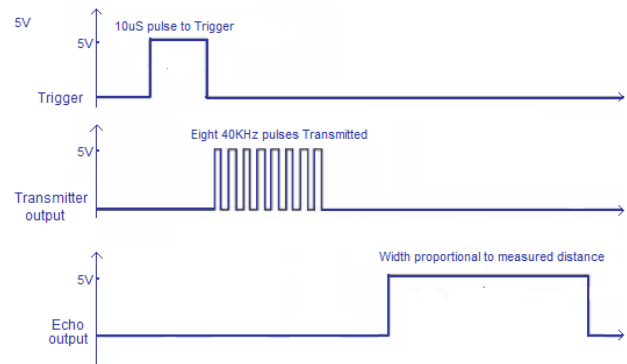 5V
10uS pulse to Trigger
5V
Trigger
Eight 40KHz pulses Transmitted
5V
Transmitter
output
Width proportional to measured distance
5V
Echo
output